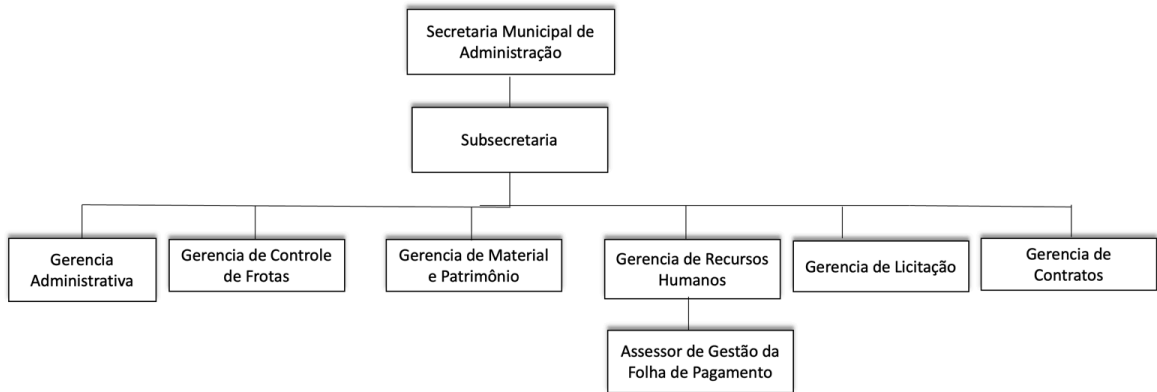 Secretaria Municipal de
Administração
Subsecretaria
Gerencia
Administrativa
Gerencia de Controle
de Frotas
Gerencia de Material
e Patrimônio
Gerencia de Recursos
Humanos
Gerencia de Licitação
Gerencia de
Contratos
Assessor de Gestão da
Folha de Pagamento